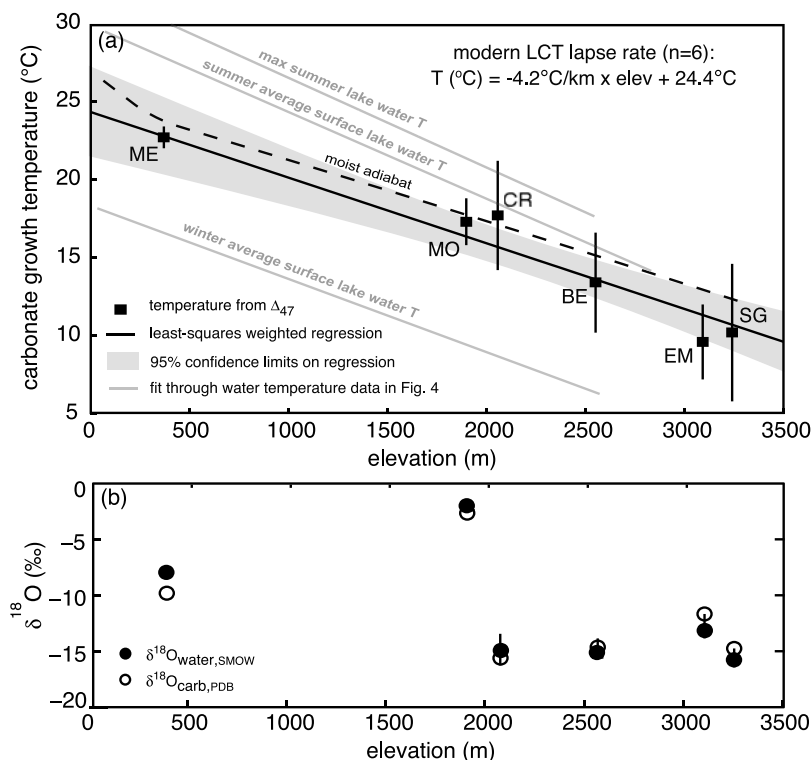 (a)
modern LCT lapse rate (n=6):
T (°C) = -4.2°C/km x elev + 24.4°C
max summer lake water T
summer average surface lake water T
moist adiabat
winter average surface lake water T
ME
MO
CR
BE
EM
SG
temperature from Δ47
least-squares weighted regression
95% confidence limits on regression
fit through water temperature data in Fig. 4
carbonate growth temperature (°C)
30
25
20
15
10
5
0 500 1000 1500 2000 2500 3000 3500
elevation (m)
(b)
δ18O (‰)
0
−5
−10
−15
−20
δ18Owater,SMOW
δ18Ocarb,PDB
0 500 1000 1500 2000 2500 3000 3500
elevation (m)